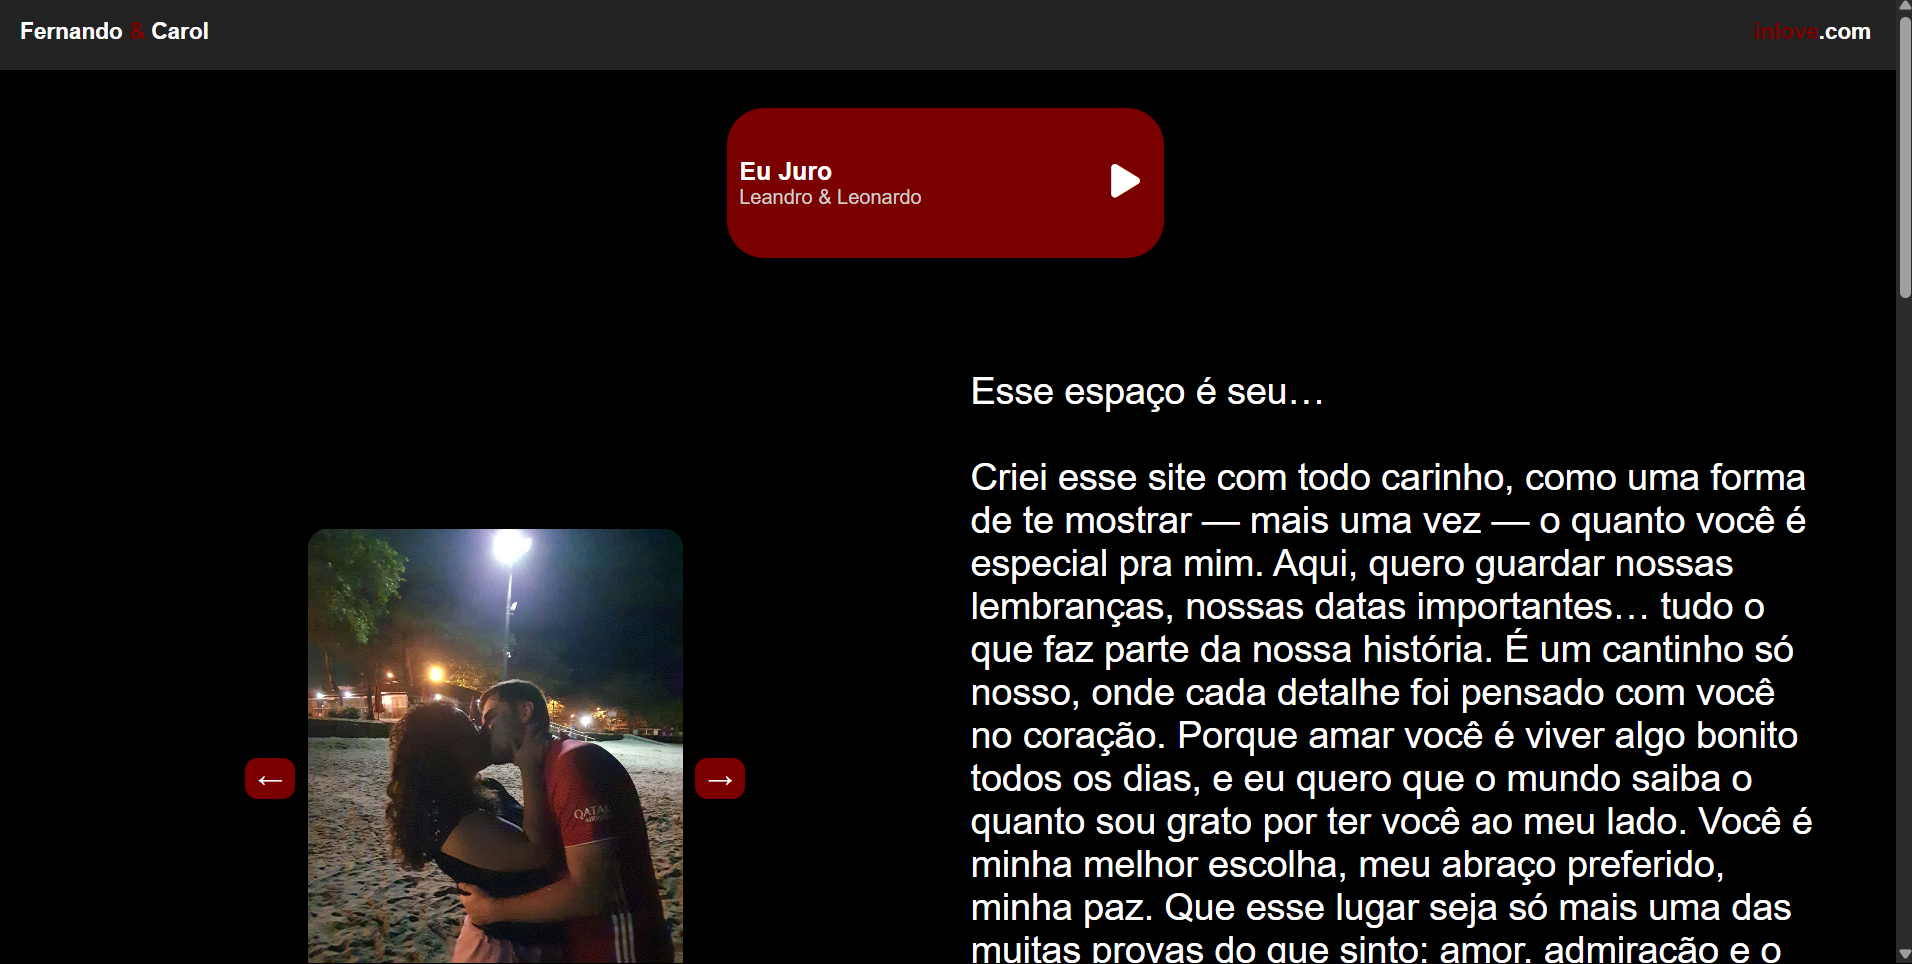 Fernando & Carol
inlove.com
Eu Juro
Leandro & Leonardo
Esse espaço é seu…
Criei esse site com todo carinho, como uma forma
de te mostrar — mais uma vez — o quanto você é
especial pra mim. Aqui, quero guardar nossas
lembranças, nossas datas importantes… tudo o
que faz parte da nossa história. É um cantinho só
nosso, onde cada detalhe foi pensado com você
no coração. Porque amar você é viver algo bonito
todos os dias, e eu quero que o mundo saiba o
quanto sou grato por ter você ao meu lado. Você é
minha melhor escolha, meu abraço preferido,
minha paz. Que esse lugar seja só mais uma das
muitas provas do que sinto: amor, admiração e o
←
→
QATAR
AIRWAYS